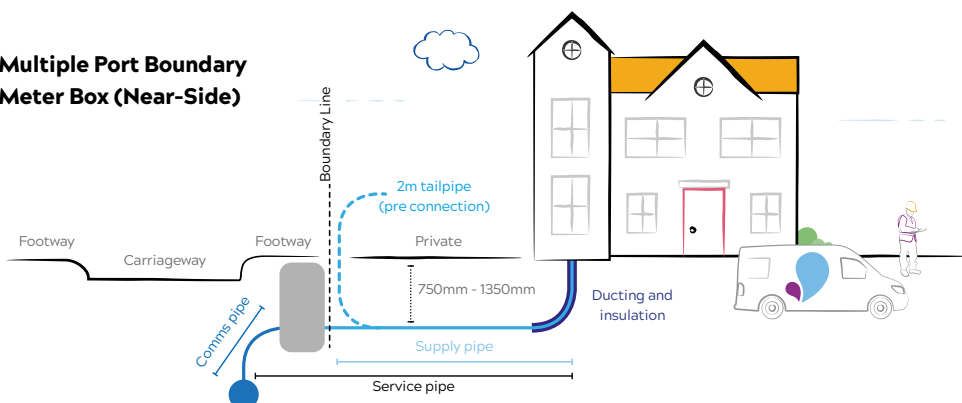 Multiple Port Boundary
Meter Box (Near-Side)
Boundary Line
2m tailpipe
(pre connection)
Footway
Carriageway
Footway
Private
750mm - 1350mm
Ducting and
insulation
Comms pipe
Supply pipe
Service pipe